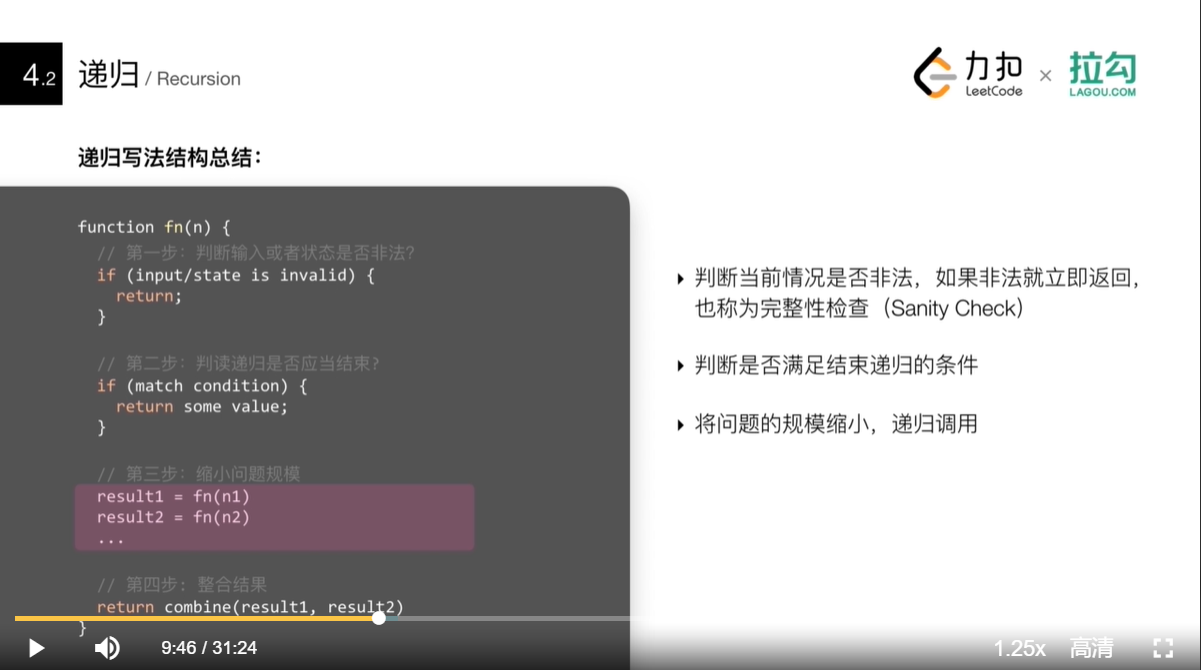 4.2 递归 / Recursion
力扣 LeetCode × 拉勾 LAGOU.COM
递归写法结构总结：
function fn(n) {
// 第一步：判断输入或者状态是否非法？
if (input/state is invalid) {
return;
}
// 第二步：判读递归是否应当结束？
if (match condition) {
return some value;
}
// 第三步：缩小问题规模
result1 = fn(n1)
result2 = fn(n2)
...
// 第四步：整合结果
return combine(result1, result2)
}
判断当前情况是否非法，如果非法就立即返回，
也称为完整性检查（Sanity Check）
判断是否满足结束递归的条件
将问题的规模缩小，递归调用
9:46 / 31:24
1.25x 高清